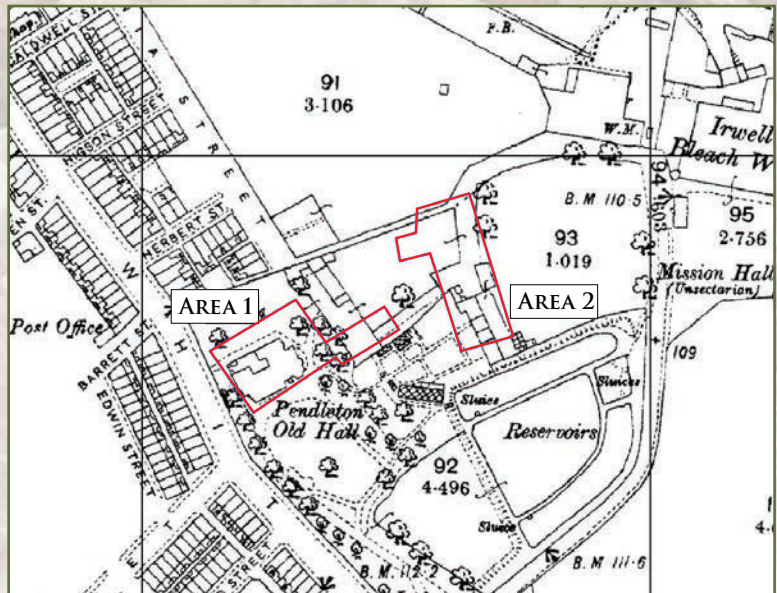 CALDWELL ST.
HIGSON STREET
HERBERT ST.
STREET
91
3·106
F.B.
W.M.
Irwell
Bleach W
B.M. 110·5
93
1·019
95
2·756
Mission Hall
(Unsectarian)
AREA 1
AREA 2
Post Office
BARRETT ST.
EDWIN STREET
109
Pendleton
Old Hall
Sluice
Sluices
Reservoirs
92
4·496
Sluice
B.M. 112·2
B.M. 111·6